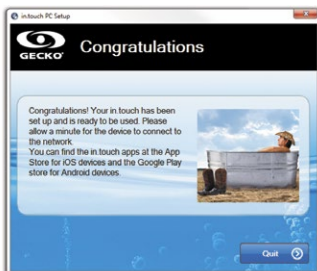 in.touch PC Setup
GECKO
Congratulations
Congratulations! Your in.touch has been
set up and is ready to be used. Please
allow a minute for the device to connect to
the network.
You can find the in.touch apps at the App
Store for iOS devices and the Google Play
store for Android devices.
Quit